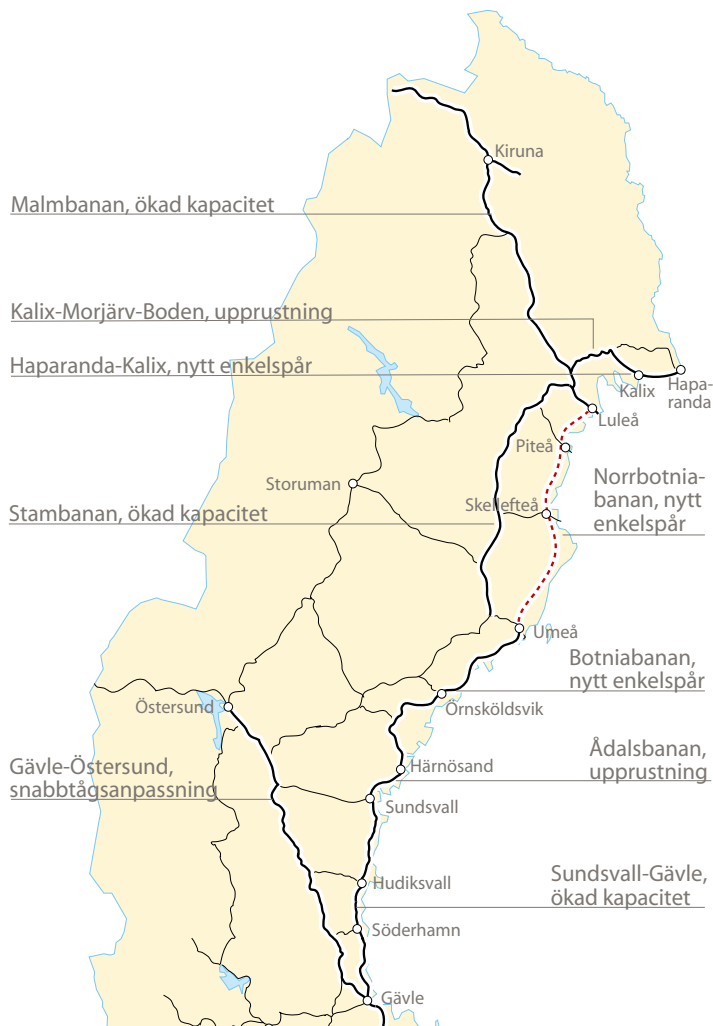 Kiruna
Malmbanan, ökad kapacitet
Kalix-Morjärv-Boden, upprustning
Haparanda-Kalix, nytt enkelspår
Kalix
Hapa-
randa
Luleå
Piteå
Storuman
Skellefteå
Norrbotnia-
banan, nytt
enkelspår
Stambanan, ökad kapacitet
Umeå
Botniabanan,
nytt enkelspår
Östersund
Örnsköldsvik
Gävle-Östersund,
snabbtågsanpassning
Härnösand
Ådalsbanan,
upprustning
Sundsvall
Hudiksvall
Sundsvall-Gävle,
ökad kapacitet
Söderhamn
Gävle